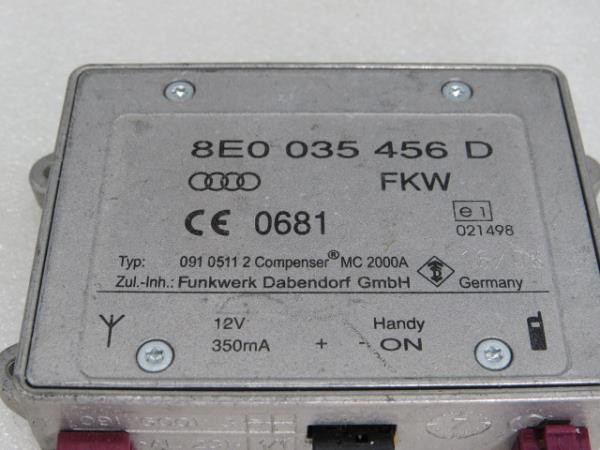 8E0 035 456 D
FKW
CE 0681
e1
021498
Typ: 091 0511 2 Compenser® MC 2000A
Zul.-Inh.: Funkwerk Dabendorf GmbH Germany
12V Handy
350mA + - ON